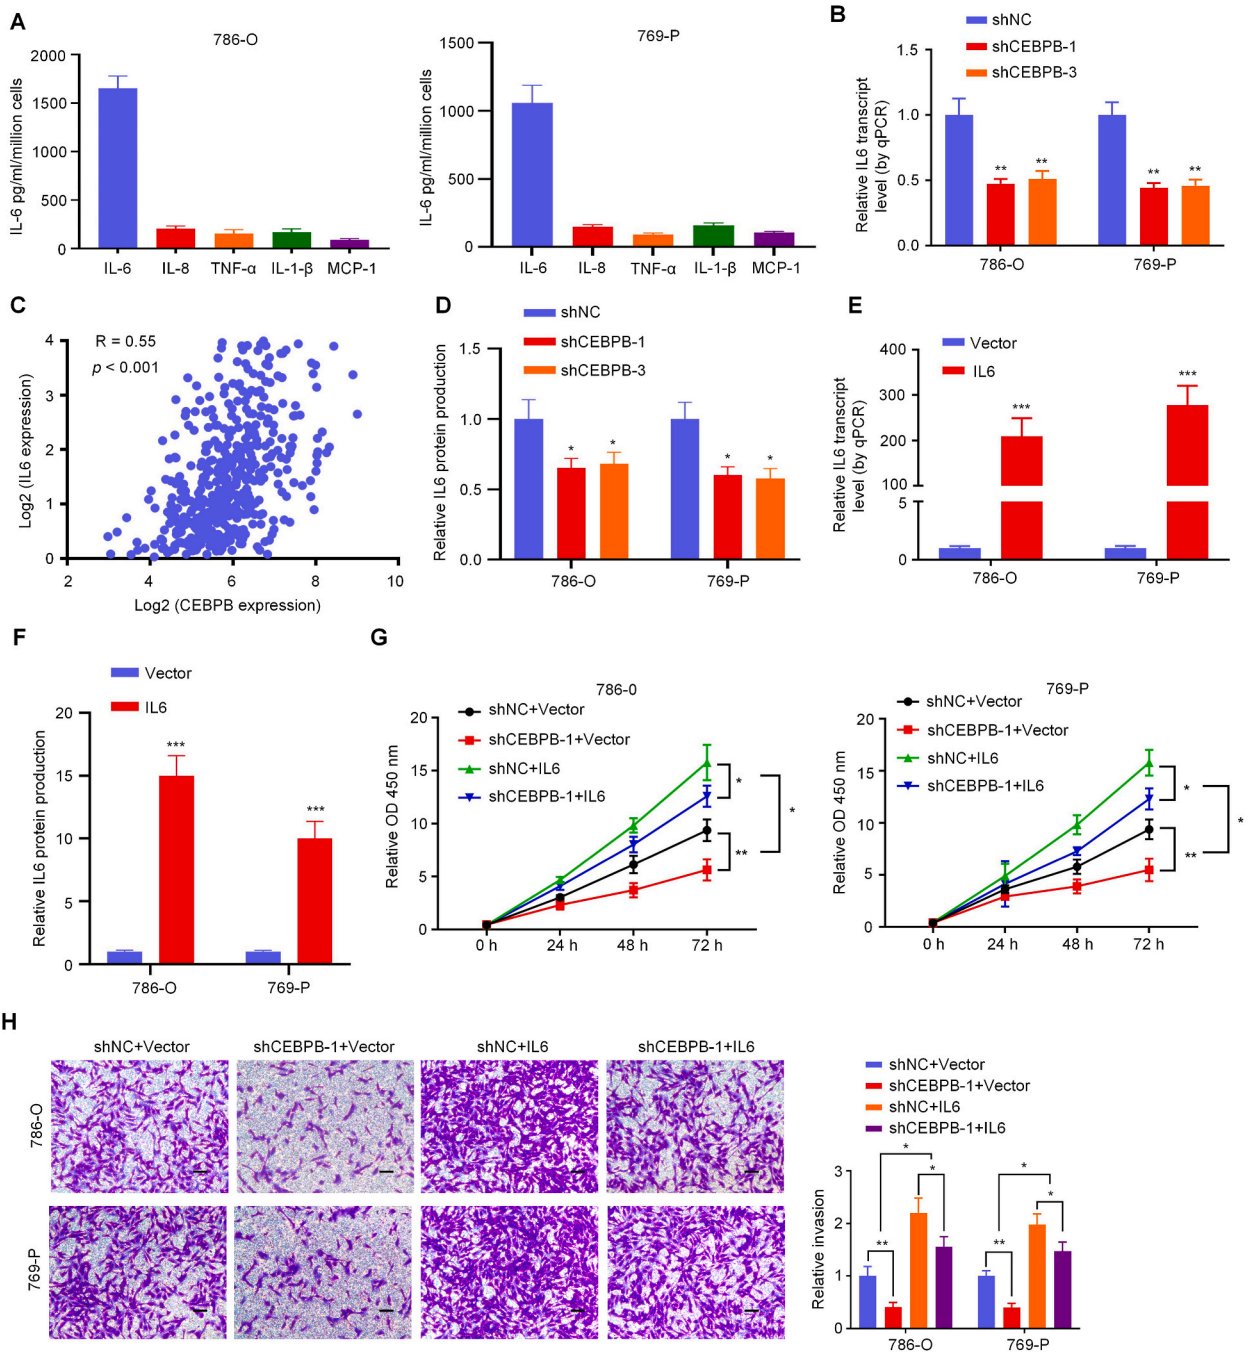 A
786-O
IL-6 pg/ml/million cells
2000
1500
1000
500
0
IL-6 IL-8 TNF-α IL-1-β MCP-1
769-P
IL-6 pg/ml/million cells
1500
1000
500
0
IL-6 IL-8 TNF-α IL-1-β MCP-1
B
shNC
shCEBPB-1
shCEBPB-3
Relative IL6 transcript
level (by qPCR)
1.5
1.0
0.5
0.0
** ** ** **
786-O 769-P
C
R = 0.55
p < 0.001
Log2 (IL6 expression)
4
3
2
1
0
2 4 6 8 10
Log2 (CEBPB expression)
D
shNC
shCEBPB-1
shCEBPB-3
Relative IL6 protein production
1.5
1.0
0.5
0.0
* * * *
786-O 769-P
E
Vector
IL6
Relative IL6 transcript
level (by qPCR)
400
300
200
100
5
0
*** ***
786-O 769-P
F
Vector
IL6
Relative IL6 protein production
20
15
10
5
0
*** ***
786-O 769-P
G
786-0
shNC+Vector
shCEBPB-1+Vector
shNC+IL6
shCEBPB-1+IL6
Relative OD 450 nm
20
15
10
5
0
0 h 24 h 48 h 72 h
*
**
*
769-P
shNC+Vector
shCEBPB-1+Vector
shNC+IL6
shCEBPB-1+IL6
Relative OD 450 nm
20
15
10
5
0
0 h 24 h 48 h 72 h
*
**
*
H
shNC+Vector shCEBPB-1+Vector shNC+IL6 shCEBPB-1+IL6
786-O
769-P
shNC+Vector
shCEBPB-1+Vector
shNC+IL6
shCEBPB-1+IL6
Relative invasion
3
2
1
0
* * **
* * **
786-O 769-P